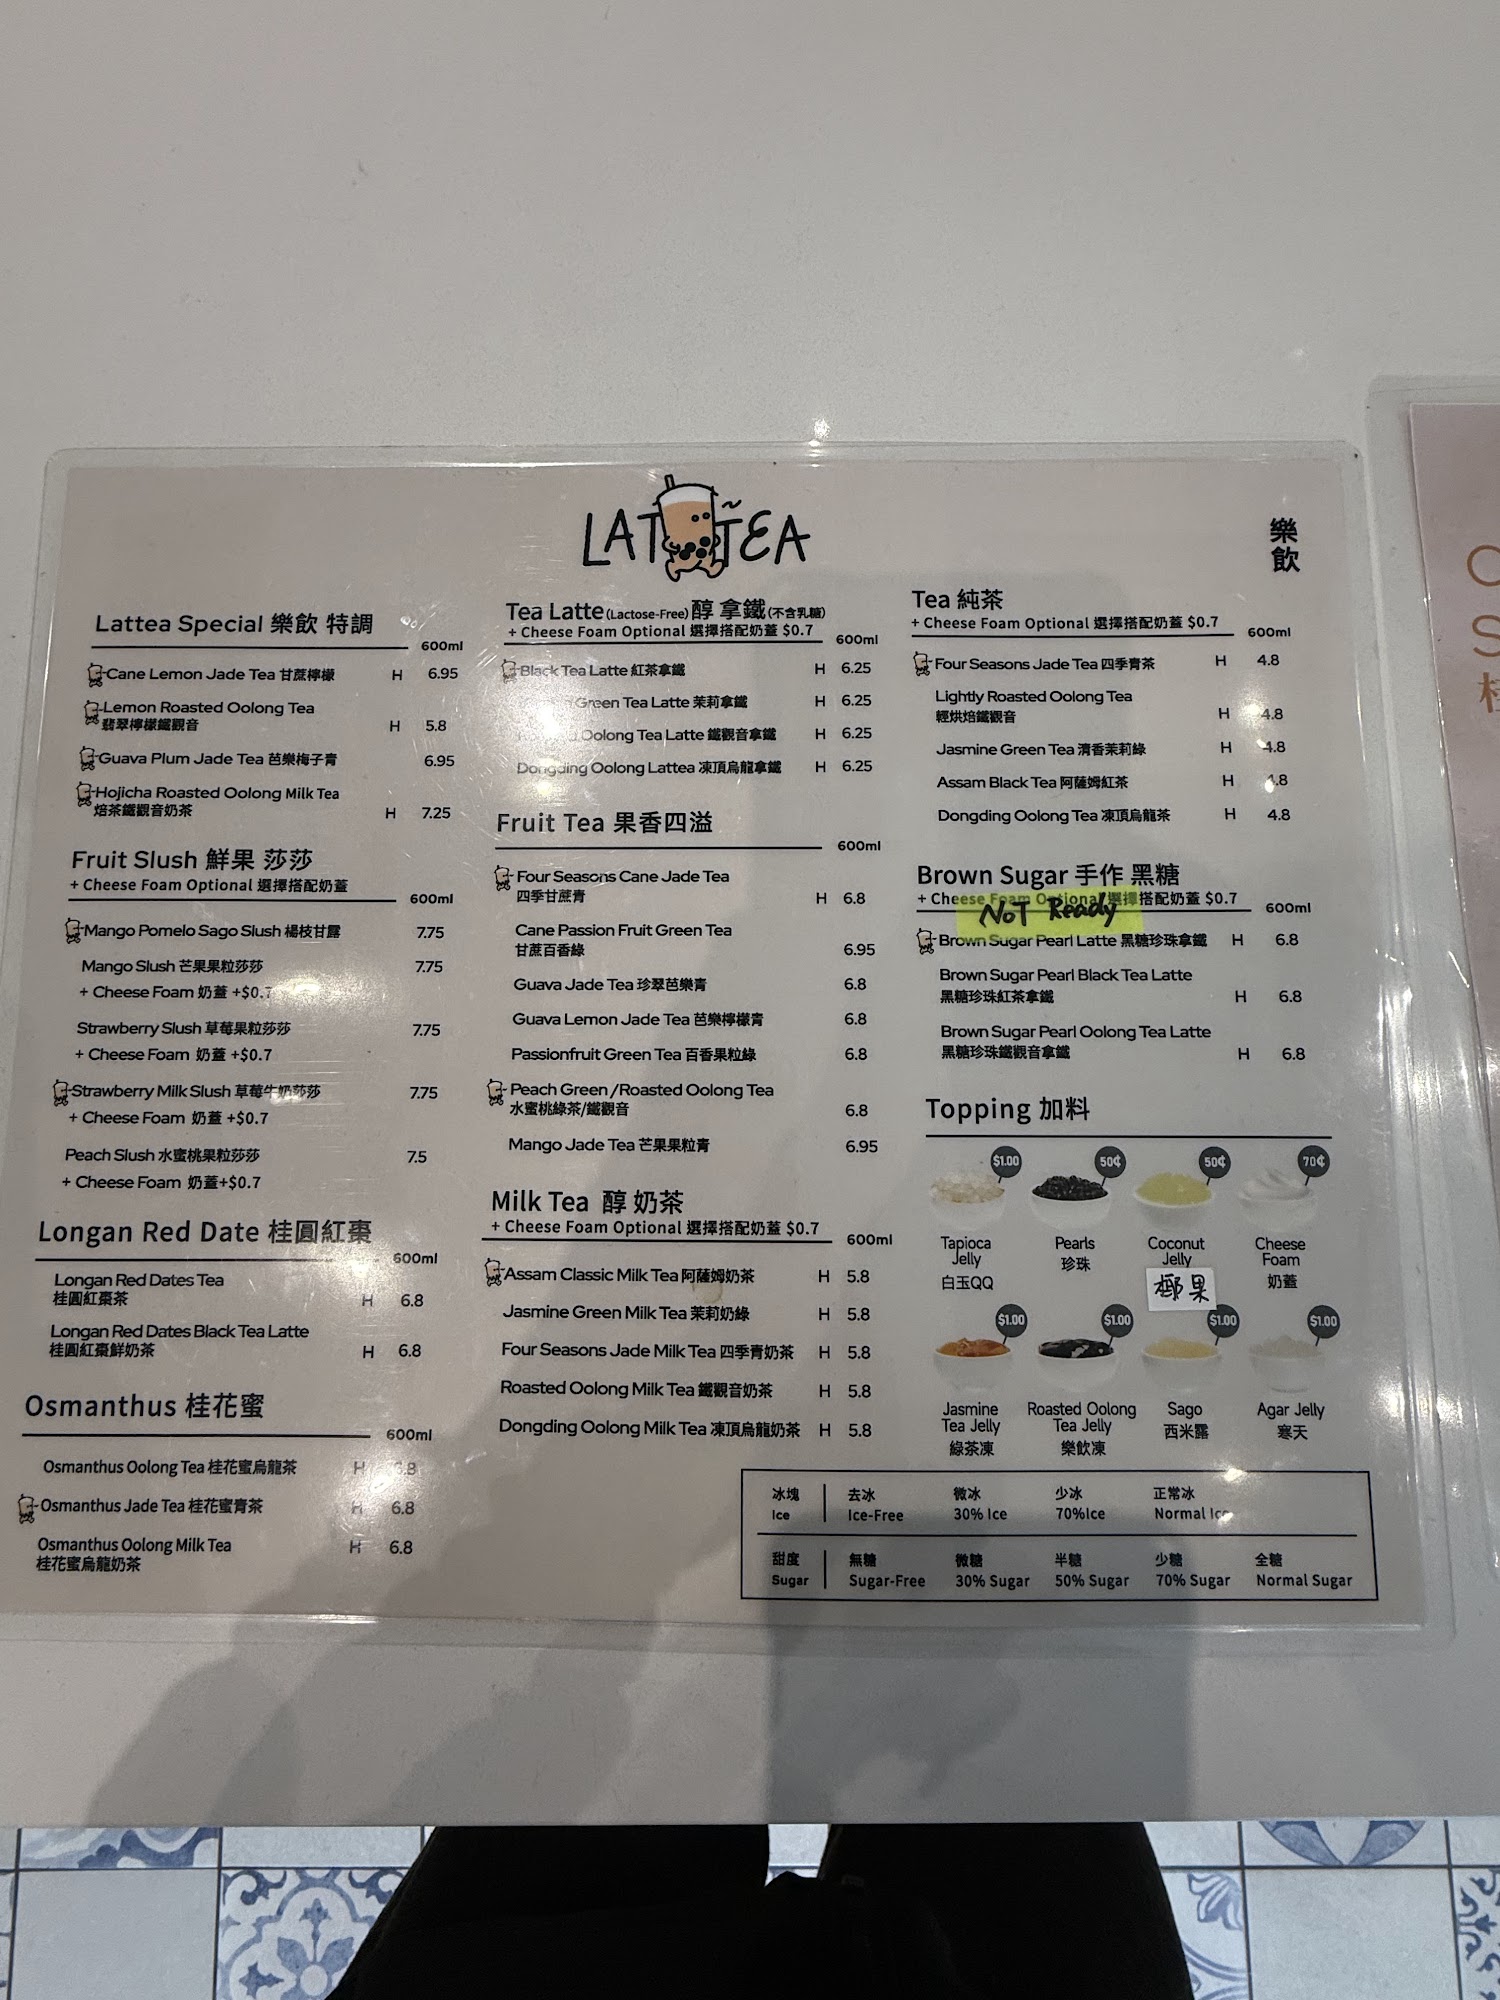 LATTEA
樂飲
Lattea Special 樂飲 特調
600ml
Cane Lemon Jade Tea 甘蔗檸檬 H 6.95
Lemon Roasted Oolong Tea
翡翠檸檬鐵觀音 H 5.8
Guava Plum Jade Tea 芭樂梅子青 6.95
Hojicha Roasted Oolong Milk Tea
焙茶鐵觀音奶茶 H 7.25
Fruit Slush 鮮果 莎莎
+ Cheese Foam Optional 選擇搭配奶蓋
600ml
Mango Pomelo Sago Slush 楊枝甘露 7.75
Mango Slush 芒果果粒莎莎 7.75
+ Cheese Foam 奶蓋 +$0.7
Strawberry Slush 草莓果粒莎莎 7.75
+ Cheese Foam 奶蓋 +$0.7
Strawberry Milk Slush 草莓牛奶莎莎 7.75
+ Cheese Foam 奶蓋 +$0.7
Peach Slush 水蜜桃果粒莎莎 7.5
+ Cheese Foam 奶蓋+$0.7
Longan Red Date 桂圓紅棗
600ml
Longan Red Dates Tea
桂圓紅棗茶 H 6.8
Longan Red Dates Black Tea Latte
桂圓紅棗鮮奶茶 H 6.8
Osmanthus 桂花蜜
600ml
Osmanthus Oolong Tea 桂花蜜烏龍茶 H 6.8
Osmanthus Jade Tea 桂花蜜青茶 H 6.8
Osmanthus Oolong Milk Tea
桂花蜜烏龍奶茶 H 6.8
Tea Latte (Lactose-Free) 醇 拿鐵 (不含乳糖)
+ Cheese Foam Optional 選擇搭配奶蓋 $0.7
600ml
Black Tea Latte 紅茶拿鐵 H 6.25
Green Tea Latte 茉莉拿鐵 H 6.25
Oolong Tea Latte 鐵觀音拿鐵 H 6.25
Dongding Oolong Lattea 凍頂烏龍拿鐵 H 6.25
Fruit Tea 果香四溢
600ml
Four Seasons Cane Jade Tea
四季甘蔗青 H 6.8
Cane Passion Fruit Green Tea
甘蔗百香綠 6.95
Guava Jade Tea 珍翠芭樂青 6.8
Guava Lemon Jade Tea 芭樂檸檬青 6.8
Passionfruit Green Tea 百香果粒綠 6.8
Peach Green /Roasted Oolong Tea
水蜜桃綠茶/鐵觀音 6.8
Mango Jade Tea 芒果果粒青 6.95
Milk Tea 醇 奶茶
+ Cheese Foam Optional 選擇搭配奶蓋 $0.7
600ml
Assam Classic Milk Tea 阿薩姆奶茶 H 5.8
Jasmine Green Milk Tea 茉莉奶綠 H 5.8
Four Seasons Jade Milk Tea 四季青奶茶 H 5.8
Roasted Oolong Milk Tea 鐵觀音奶茶 H 5.8
Dongding Oolong Milk Tea 凍頂烏龍奶茶 H 5.8
Tea 純茶
+ Cheese Foam Optional 選擇搭配奶蓋 $0.7
600ml
Four Seasons Jade Tea 四季青茶 H 4.8
Lightly Roasted Oolong Tea
輕烘焙鐵觀音 H 4.8
Jasmine Green Tea 清香茉莉綠 H 4.8
Assam Black Tea 阿薩姆紅茶 H 4.8
Dongding Oolong Tea 凍頂烏龍茶 H 4.8
Brown Sugar 手作 黑糖
+ Cheese Foam Optional 選擇搭配奶蓋 $0.7
NOT Ready
600ml
Brown Sugar Pearl Latte 黑糖珍珠拿鐵 H 6.8
Brown Sugar Pearl Black Tea Latte
黑糖珍珠紅茶拿鐵 H 6.8
Brown Sugar Pearl Oolong Tea Latte
黑糖珍珠鐵觀音拿鐵 H 6.8
Topping 加料
$1.00 50¢ 50¢ 70¢
Tapioca Jelly 白玉QQ
Pearls 珍珠
Coconut Jelly 椰果
Cheese Foam 奶蓋
$1.00 $1.00 $1.00 $1.00
Jasmine Tea Jelly 綠茶凍
Roasted Oolong Tea Jelly 樂飲凍
Sago 西米露
Agar Jelly 寒天
冰塊 去冰 微冰 少冰 正常冰
Ice Ice-Free 30% Ice 70%Ice Normal Ice
甜度 無糖 微糖 半糖 少糖 全糖
Sugar Sugar-Free 30% Sugar 50% Sugar 70% Sugar Normal Sugar